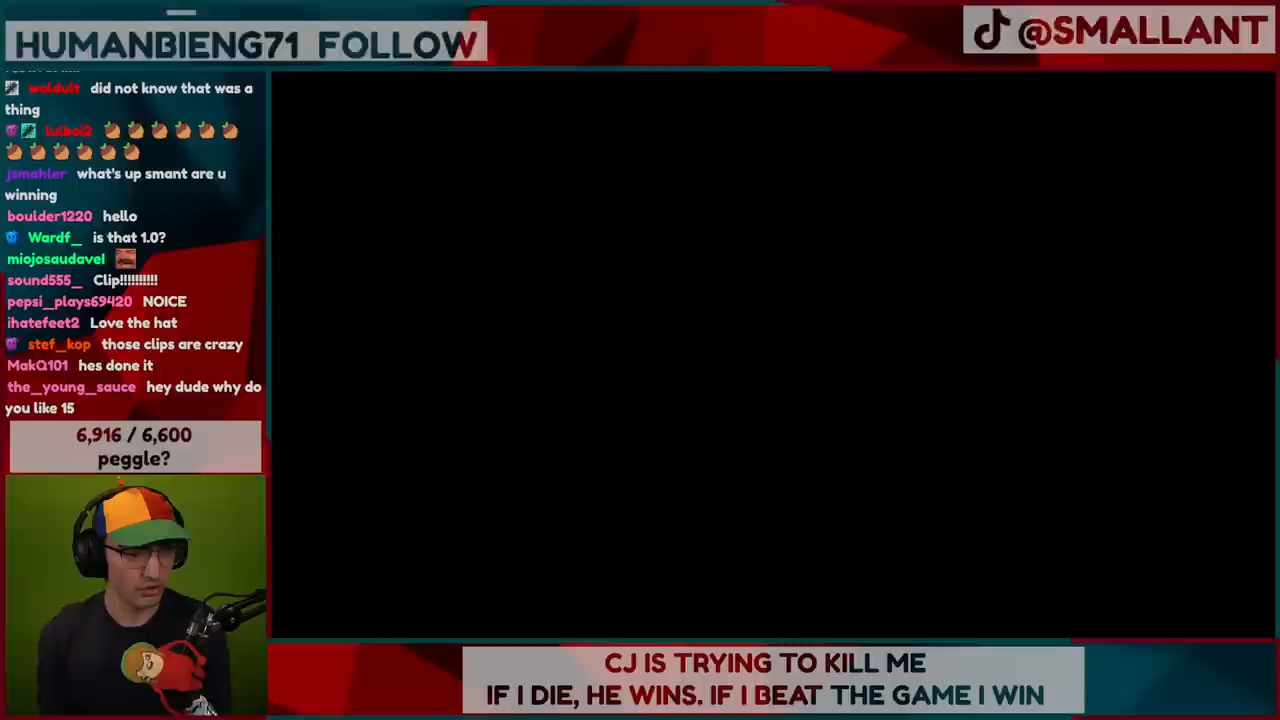 HUMANBIENG71 FOLLOW
@SMALLANT
waldult did not know that was a
thing
lulboi2
jsmahler what's up smant are u
winning
boulder1220 hello
Wardf_ is that 1.0?
miojosaudavel
sound555_ Clip!!!!!!!!!!
pepsi_plays69420 NOICE
ihatefeet2 Love the hat
stef_kop those clips are crazy
MakQ101 hes done it
the_young_sauce hey dude why do
you like 15
6,916 / 6,600
peggle?
CJ IS TRYING TO KILL ME
IF I DIE, HE WINS. IF I BEAT THE GAME I WIN